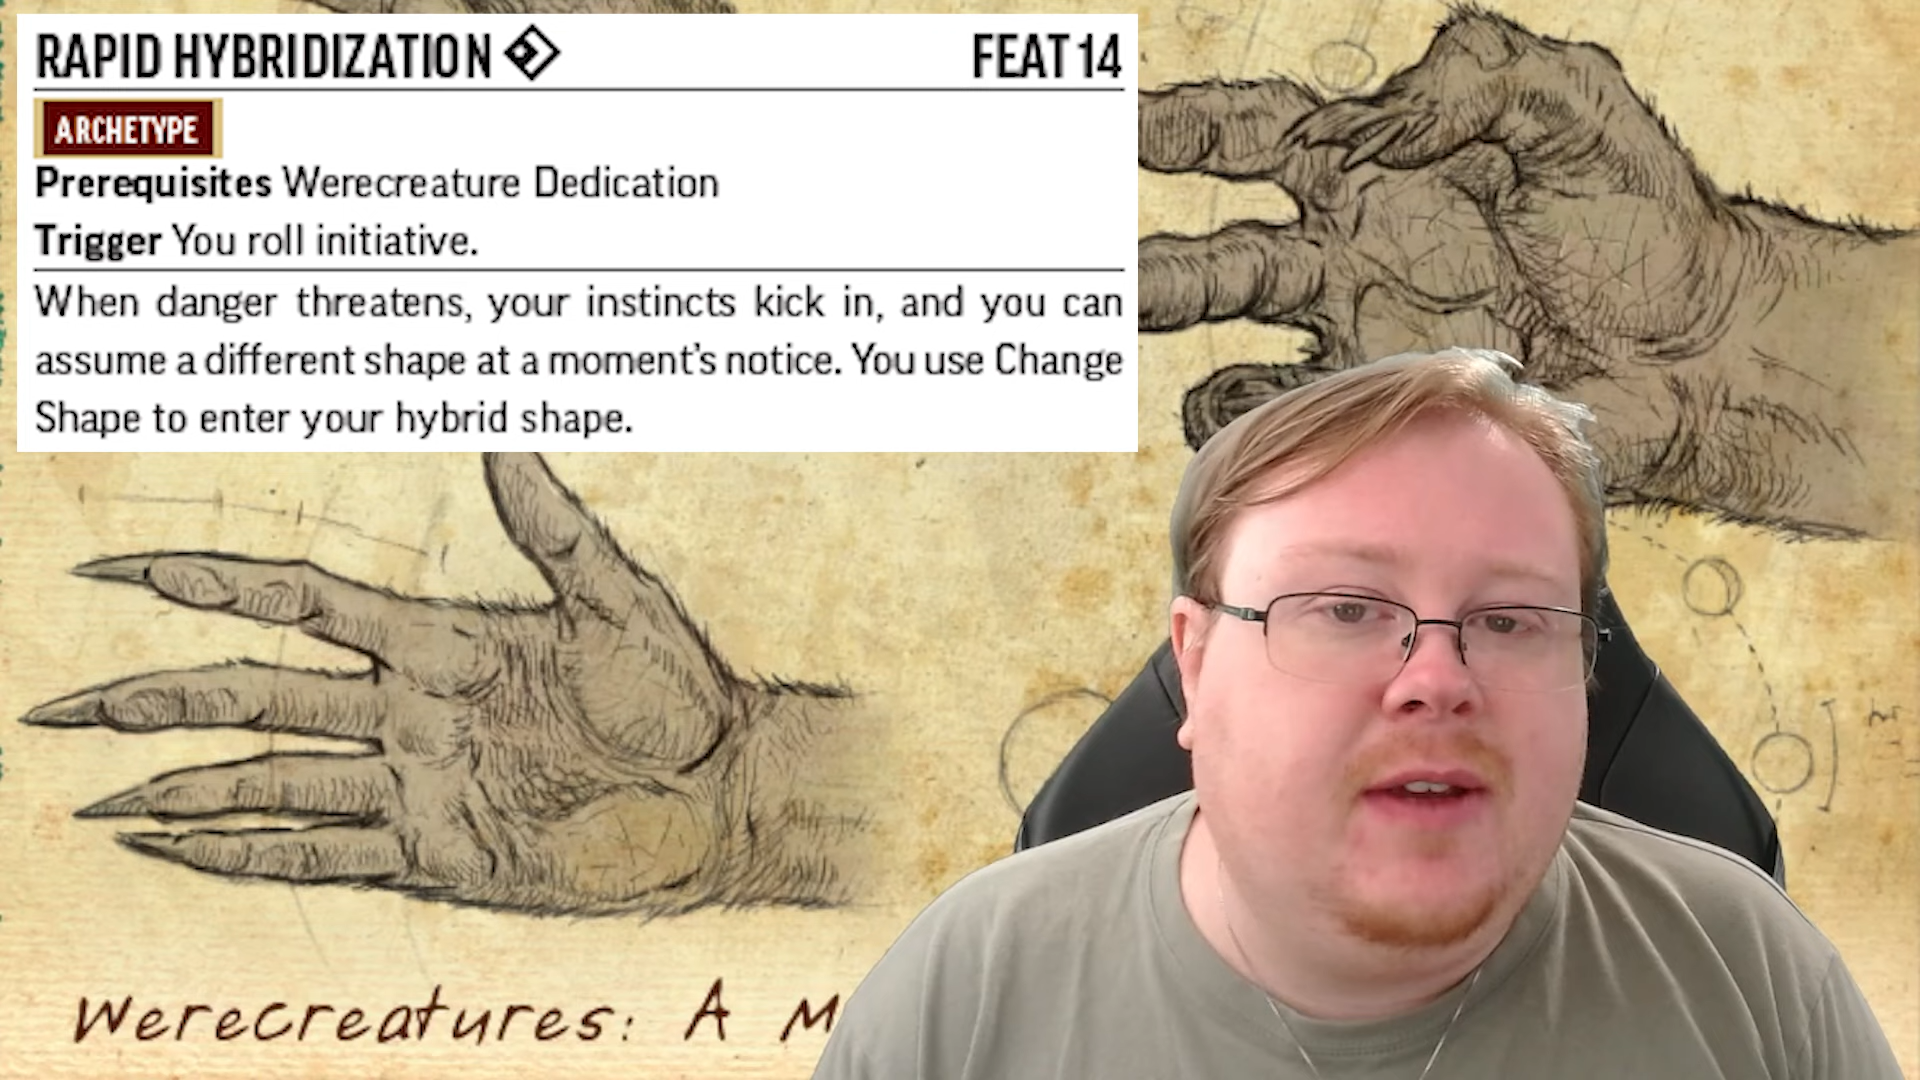 RAPID HYBRIDIZATION FEAT 14
ARCHETYPE
Prerequisites Werecreature Dedication
Trigger You roll initiative.
When danger threatens, your instincts kick in, and you can
assume a different shape at a moment's notice. You use Change
Shape to enter your hybrid shape.
Werecreatures: A M